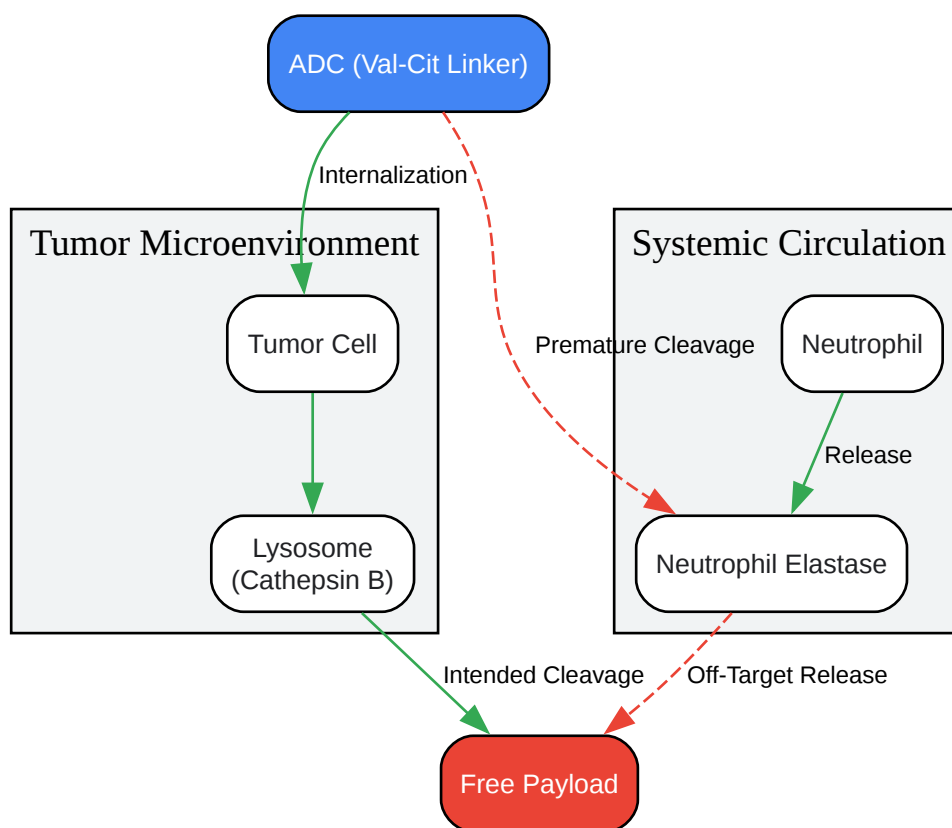 ADC (Val-Cit Linker)
Internalization
Tumor Microenvironment
Systemic Circulation
Tumor Cell
Premature Cleavage
Neutrophil
Release
Lysosome
(Cathepsin B)
Neutrophil Elastase
Intended Cleavage
Off-Target Release
Free Payload